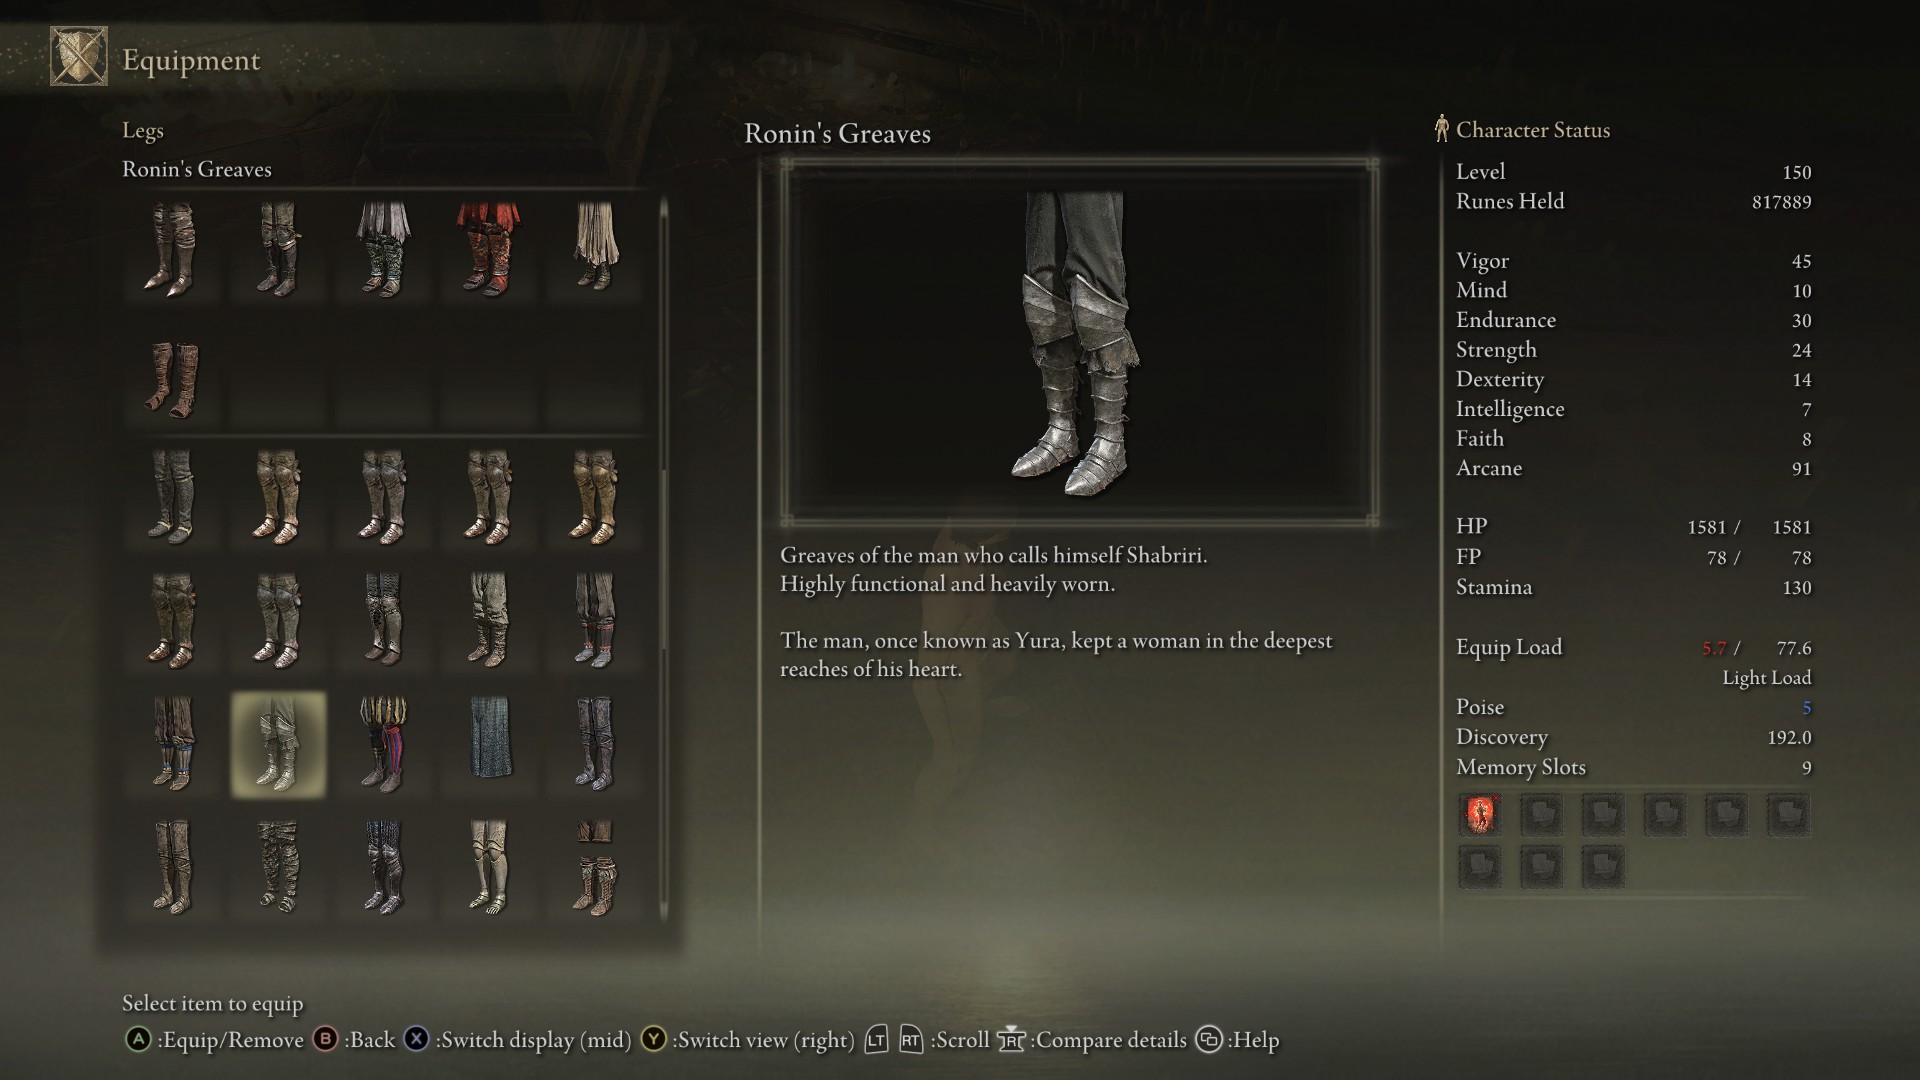 Equipment
Legs
Ronin's Greaves
Ronin's Greaves
Greaves of the man who calls himself Shabriri.
Highly functional and heavily worn.
The man, once known as Yura, kept a woman in the deepest
reaches of his heart.
Character Status
Level 150
Runes Held 817889
Vigor 45
Mind 10
Endurance 30
Strength 24
Dexterity 14
Intelligence 7
Faith 8
Arcane 91
HP 1581 / 1581
FP 78 / 78
Stamina 130
Equip Load 5.7 / 77.6
Light Load
Poise 5
Discovery 192.0
Memory Slots 9
Select item to equip
A :Equip/Remove B :Back X :Switch display (mid) Y :Switch view (right) LT RT :Scroll R :Compare details :Help